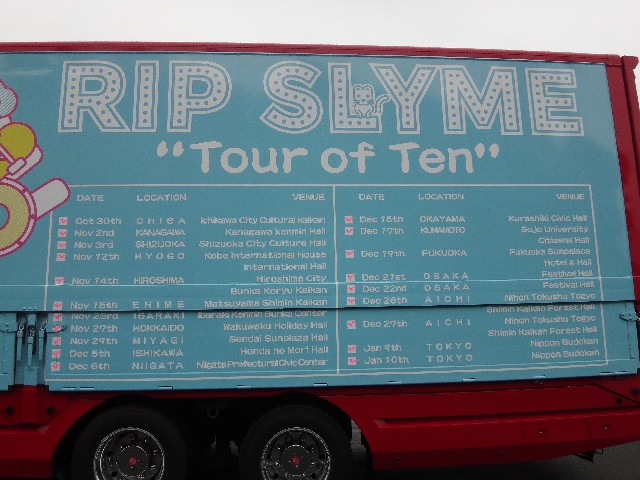 RIP SLYME
"Tour of Ten"
DATE LOCATION VENUE
Oct 30th CHIBA Ichikawa City Cultural Kaikan
Nov 2nd KANAGAWA Kanagawa Kenmin Hall
Nov 3rd SHIZUOKA Shizuoka City Culture Hall
Nov 12th HYOGO Kobe International House
International Hall
Nov 14th HIROSHIMA Hiroshima City
Bunka Koryu Kaikan
Nov 15th EHIME Matsuyama Shimin Kaikan
Nov 23rd IBARAKI Ibaraki Kenmin Bunka Center
Nov 27th HOKKAIDO Wakuwaku Holiday Hall
Nov 29th MIYAGI Sendai Sunplaza Hall
Dec 5th ISHIKAWA Honda no Mori Hall
Dec 6th NIIGATA Niigata Prefectural Civic Center
DATE LOCATION VENUE
Dec 15th OKAYAMA Kurashiki Civic Hall
Dec 17th KUMAMOTO Sojo University
Citizens Hall
Dec 19th FUKUOKA Fukuoka Sunpalace
Hotel & Hall
Dec 21st OSAKA Festival Hall
Dec 22nd OSAKA Festival Hall
Dec 26th AICHI Nihon Tokushu Togyo
Shimin Kaikan Forest Hall
Dec 27th AICHI Nihon Tokushu Togyo
Shimin Kaikan Forest Hall
Jan 9th TOKYO Nippon Budokan
Jan 10th TOKYO Nippon Budokan